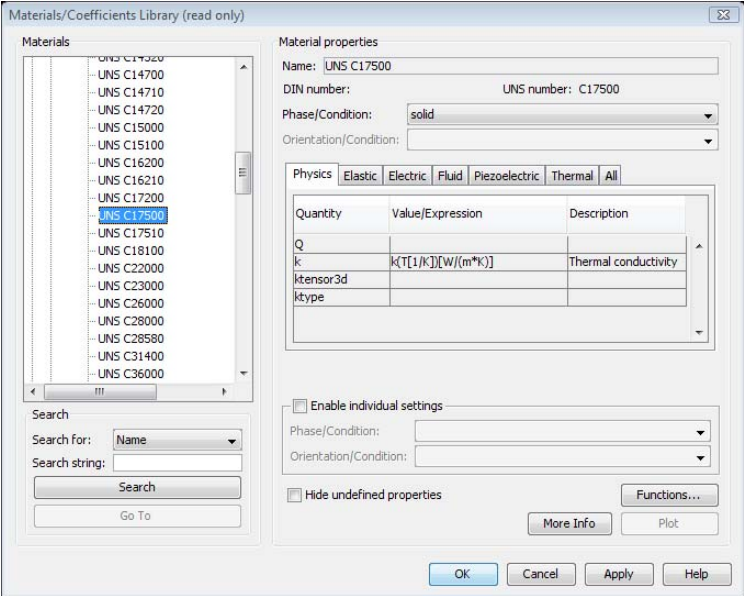 Materials/Coefficients Library (read only)
Materials
UNS C14520
UNS C14700
UNS C14710
UNS C14720
UNS C15000
UNS C15100
UNS C16200
UNS C16210
UNS C17200
UNS C17500
UNS C17510
UNS C18100
UNS C22000
UNS C23000
UNS C26000
UNS C28000
UNS C28580
UNS C31400
UNS C36000
Search
Search for: Name
Search string:
Search
Go To
Material properties
Name: UNS C17500
DIN number: UNS number: C17500
Phase/Condition: solid
Orientation/Condition:
Physics Elastic Electric Fluid Piezoelectric Thermal All
Quantity Value/Expression Description
Q
k k(T[1/K])[W/(m*K)] Thermal conductivity
ktensor3d
ktype
Enable individual settings
Phase/Condition:
Orientation/Condition:
Hide undefined properties Functions...
More Info Plot
OK Cancel Apply Help